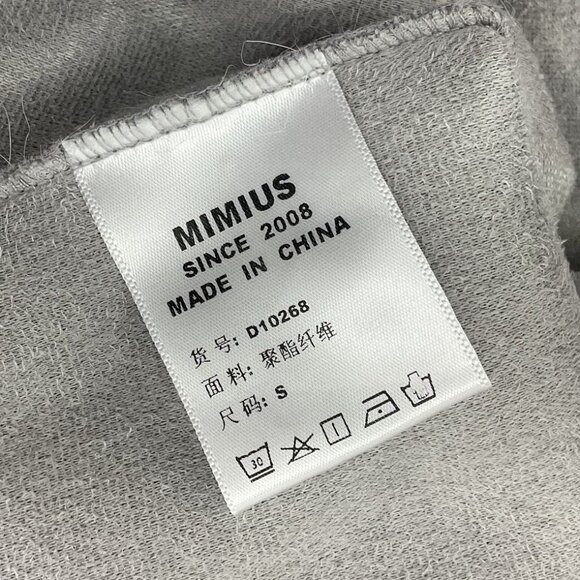 MIMIUS
SINCE 2008
MADE IN CHINA
货号: D10268
面料: 聚酯纤维
尺码: S
30